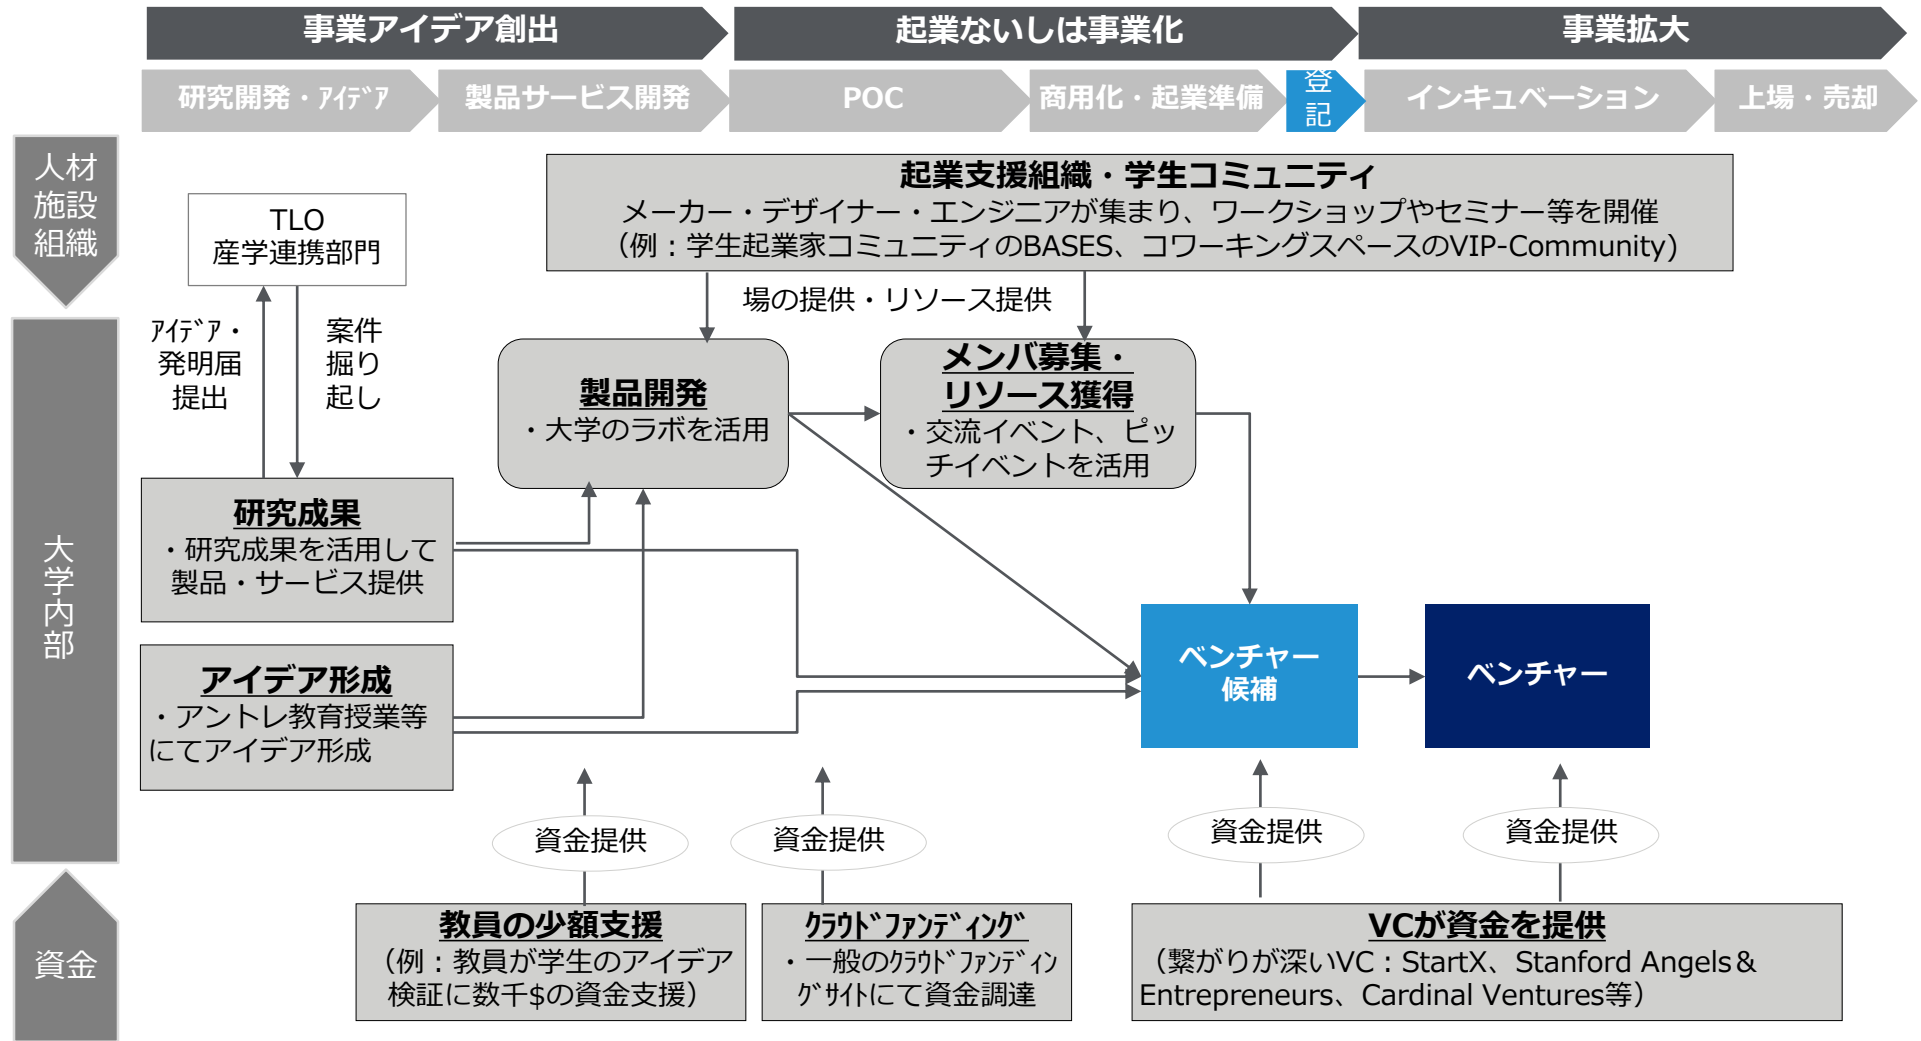 事業アイデア創出
起業ないしは事業化
事業拡大
研究開発・ｱｲﾃﾞｱ
製品サービス開発
POC
商用化・起業準備
登
記
インキュベーション
上場・売却
人材
施設
組織
TLO
産学連携部門
起業支援組織・学生コミュニティ
メーカー・デザイナー・エンジニアが集まり、ワークショップやセミナー等を開催
（例：学生起業家コミュニティのBASES、コワーキングスペースのVIP-Community)
場の提供・リソース提供
ｱｲﾃﾞｱ・
発明届
提出
案件
掘り
起し
製品開発
・大学のラボを活用
メンバ募集・
リソース獲得
・交流イベント、ピッ
チイベントを活用
大
学
内
部
研究成果
・研究成果を活用して
製品・サービス提供
アイデア形成
・アントレ教育授業等
にてアイデア形成
ベンチャー
候補
ベンチャー
資金提供
資金提供
資金提供
資金提供
資金
教員の少額支援
（例：教員が学生のアイデア
検証に数千$の資金支援）
ｸﾗｳﾄﾞﾌｧﾝﾃﾞｨﾝｸﾞ
・一般のｸﾗｳﾄﾞﾌｧﾝﾃﾞｨﾝ
ｸﾞｻｲﾄにて資金調達
VCが資金を提供
（繋がりが深いVC：StartX、Stanford Angels＆
Entrepreneurs、Cardinal Ventures等）